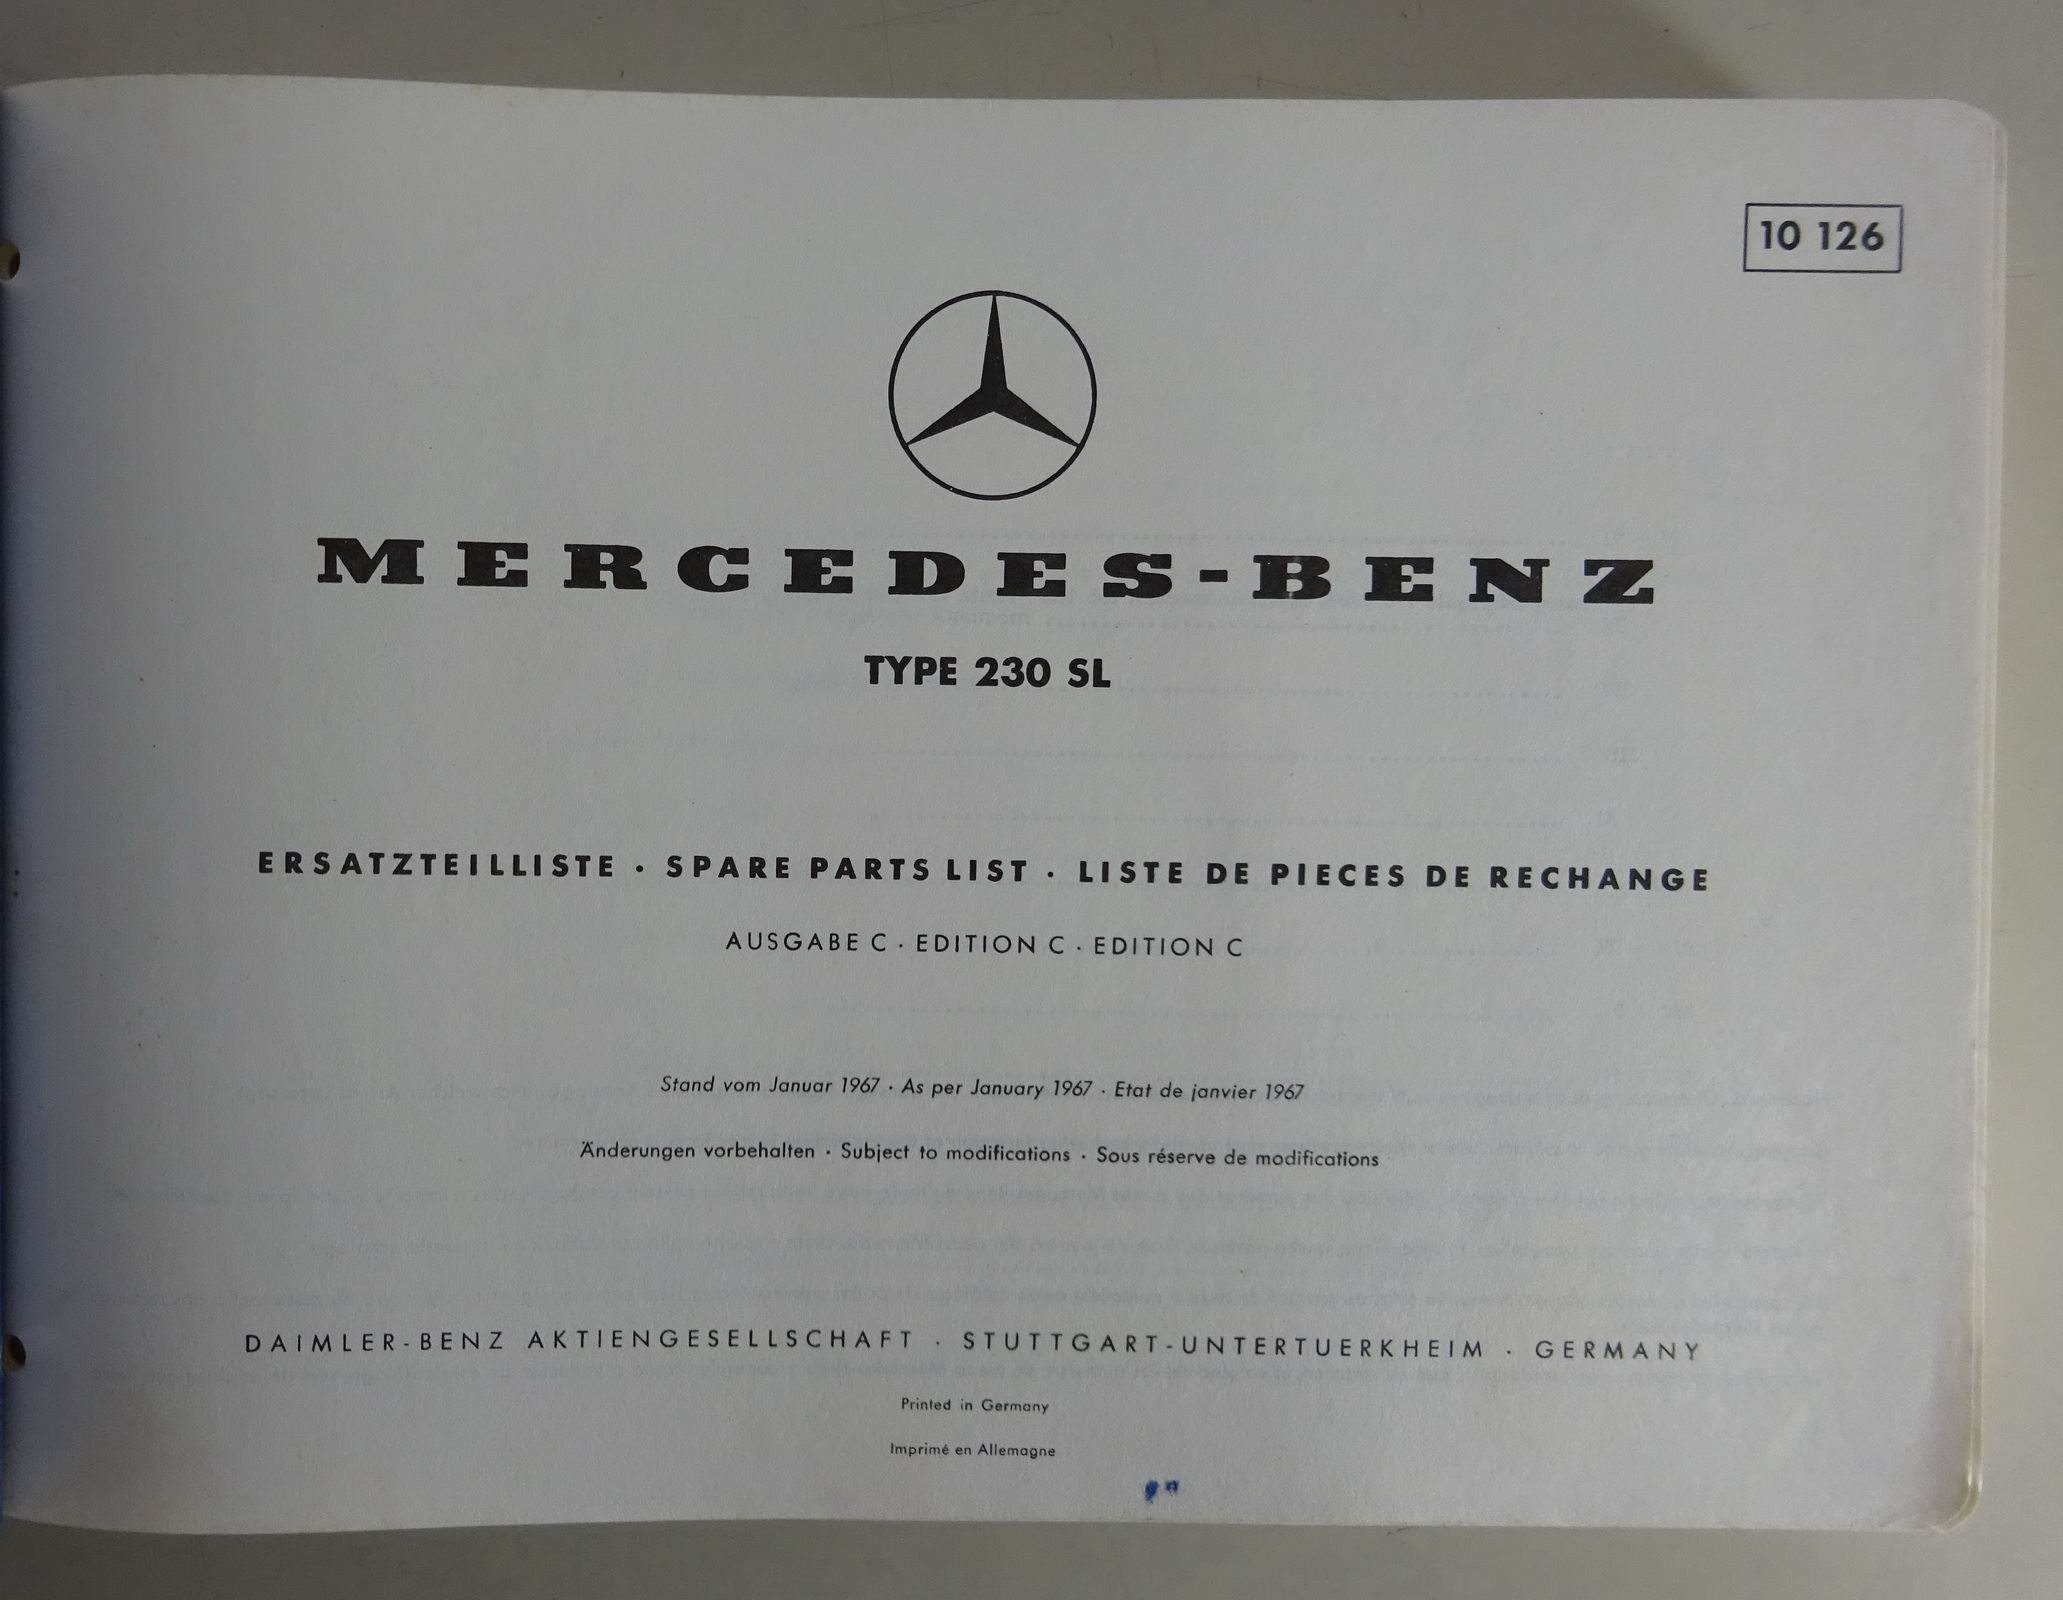 10 126
MERCEDES-BENZ
TYPE 230 SL
ERSATZTEILLISTE · SPARE PARTS LIST · LISTE DE PIECES DE RECHANGE
AUSGABE C · EDITION C · EDITION C
Stand vom Januar 1967 · As per January 1967 · Etat de janvier 1967
Änderungen vorbehalten · Subject to modifications · Sous réserve de modifications
DAIMLER-BENZ AKTIENGESELLSCHAFT · STUTTGART-UNTERTUERKHEIM · GERMANY
Printed in Germany
Imprimé en Allemagne